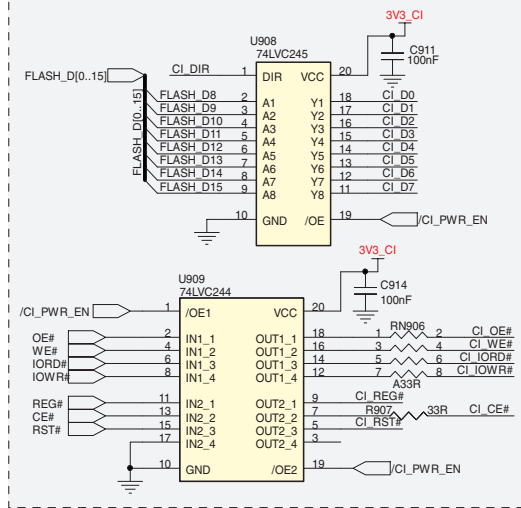 3V3_CI
U908
74LVC245
C911
100nF
FLASH_D[0..15]
CI_DIR 1 DIR VCC 20
FLASH_D[0..15]
FLASH_D8 2 A1 Y1 18 CI_D0
FLASH_D9 3 A2 Y2 17 CI_D1
FLASH_D10 4 A3 Y3 16 CI_D2
FLASH_D11 5 A4 Y4 15 CI_D3
FLASH_D12 6 A5 Y5 14 CI_D4
FLASH_D13 7 A6 Y6 13 CI_D5
FLASH_D14 8 A7 Y7 12 CI_D6
FLASH_D15 9 A8 Y8 11 CI_D7
10 GND /OE 19 /CI_PWR_EN
3V3_CI
U909
74LVC244
C914
100nF
/CI_PWR_EN 1 /OE1 VCC 20
RN906
OE# 2 IN1_1 OUT1_1 18 1 2 CI_OE#
WE# 4 IN1_2 OUT1_2 16 3 4 CI_WE#
IORD# 6 IN1_3 OUT1_3 14 5 6 CI_IORD#
IOWR# 8 IN1_4 OUT1_4 12 7 8 CI_IOWR#
A33R
REG# 11 IN2_1 OUT2_1 9 CI_REG#
CE# 13 IN2_2 OUT2_2 7 R907 33R CI_CE#
RST# 15 IN2_3 OUT2_3 5 CI_RST#
17 IN2_4 OUT2_4 3
10 GND /OE2 19 /CI_PWR_EN